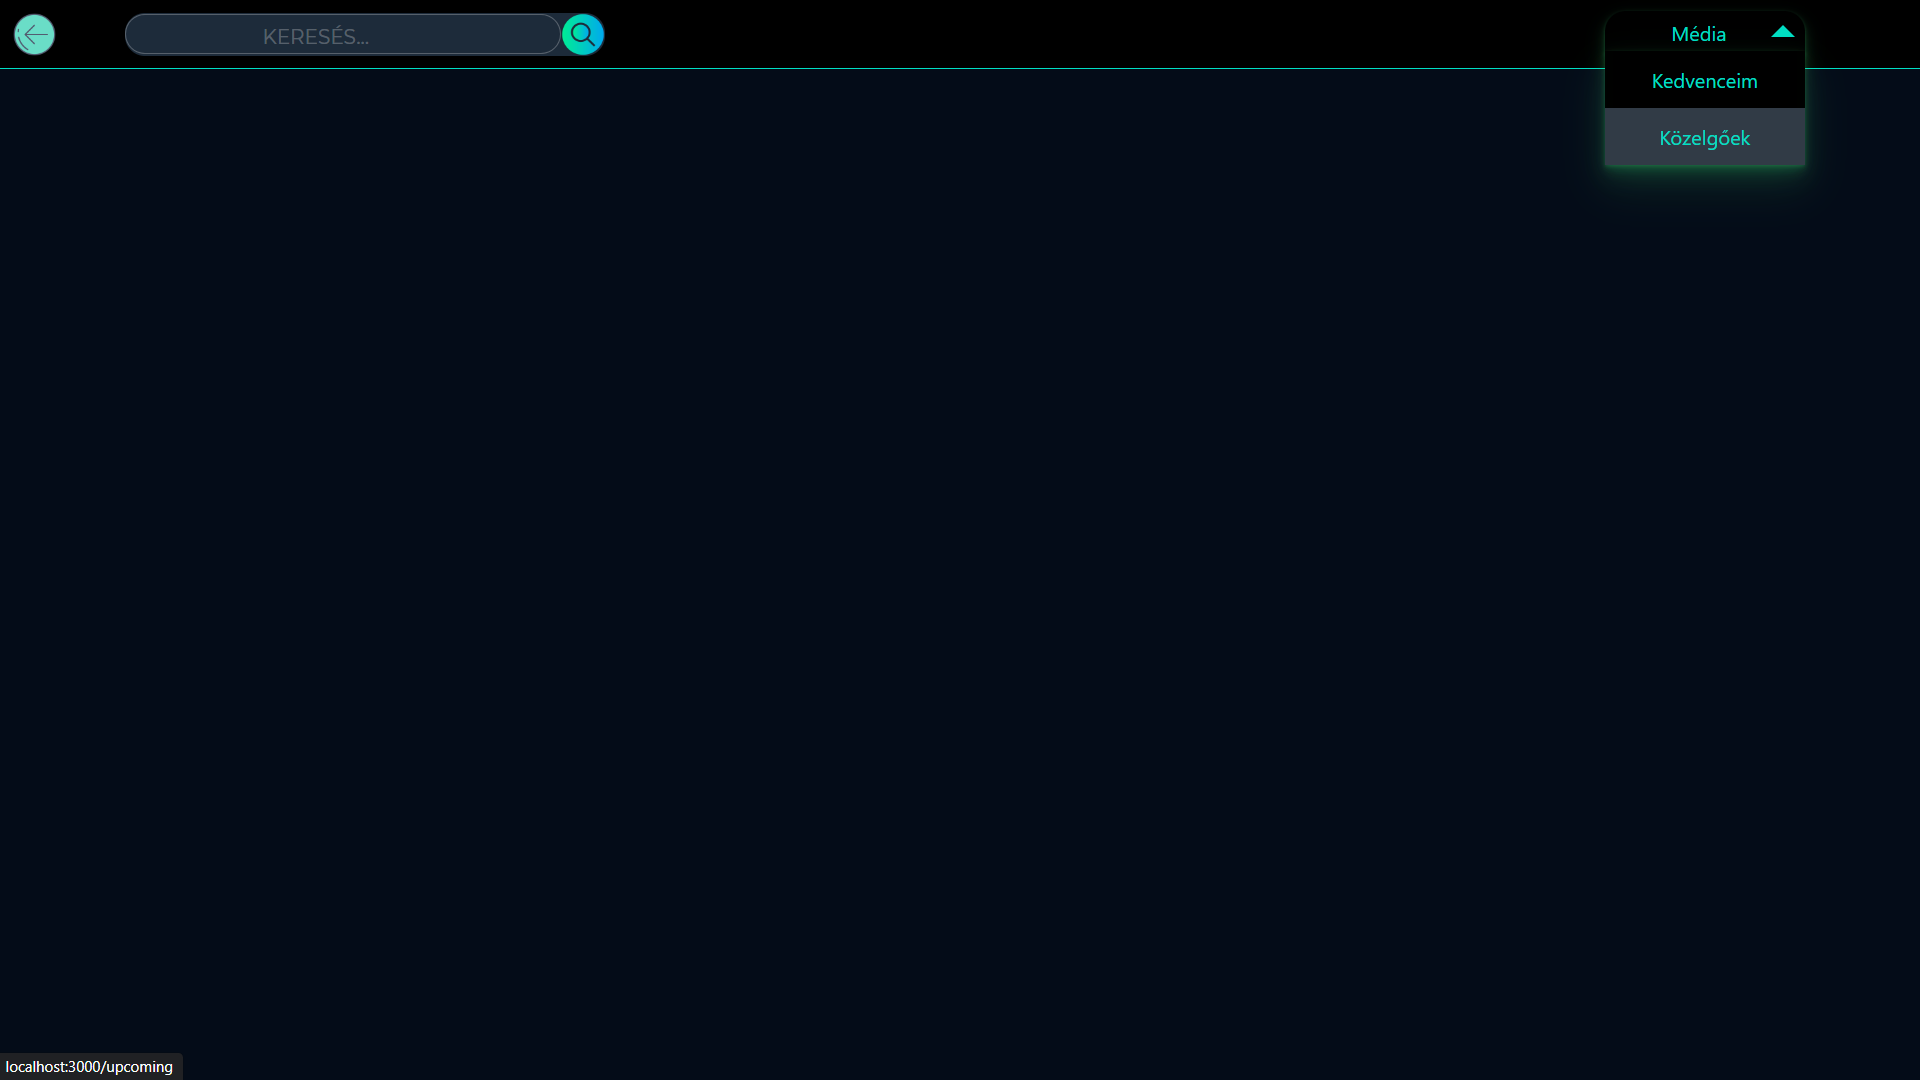 KERESÉS...
Média
Kedvenceim
Közelgőek
localhost:3000/upcoming